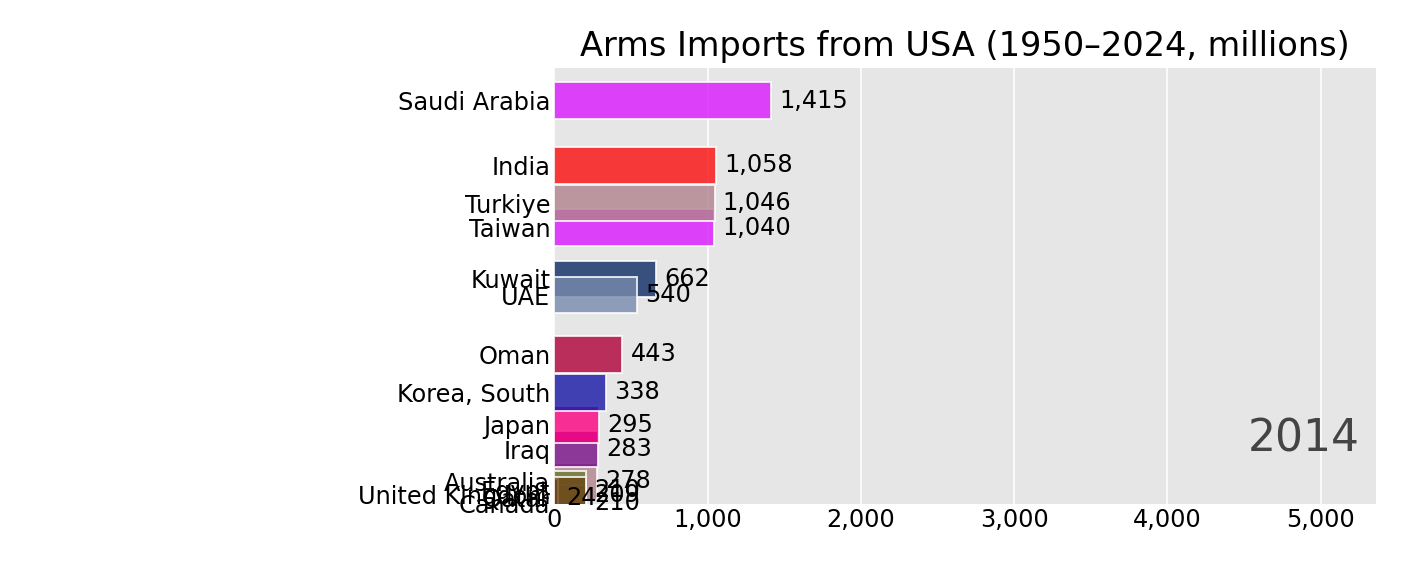 Arms Imports from USA (1950–2024, millions)
Saudi Arabia 1,415
India 1,058
Turkiye 1,046
Taiwan 1,040
Kuwait 662
UAE 540
Oman 443
Korea, South 338
Japan 295
Iraq 283
Australia 278
United
Canada 210
2014
0 1,000 2,000 3,000 4,000 5,000